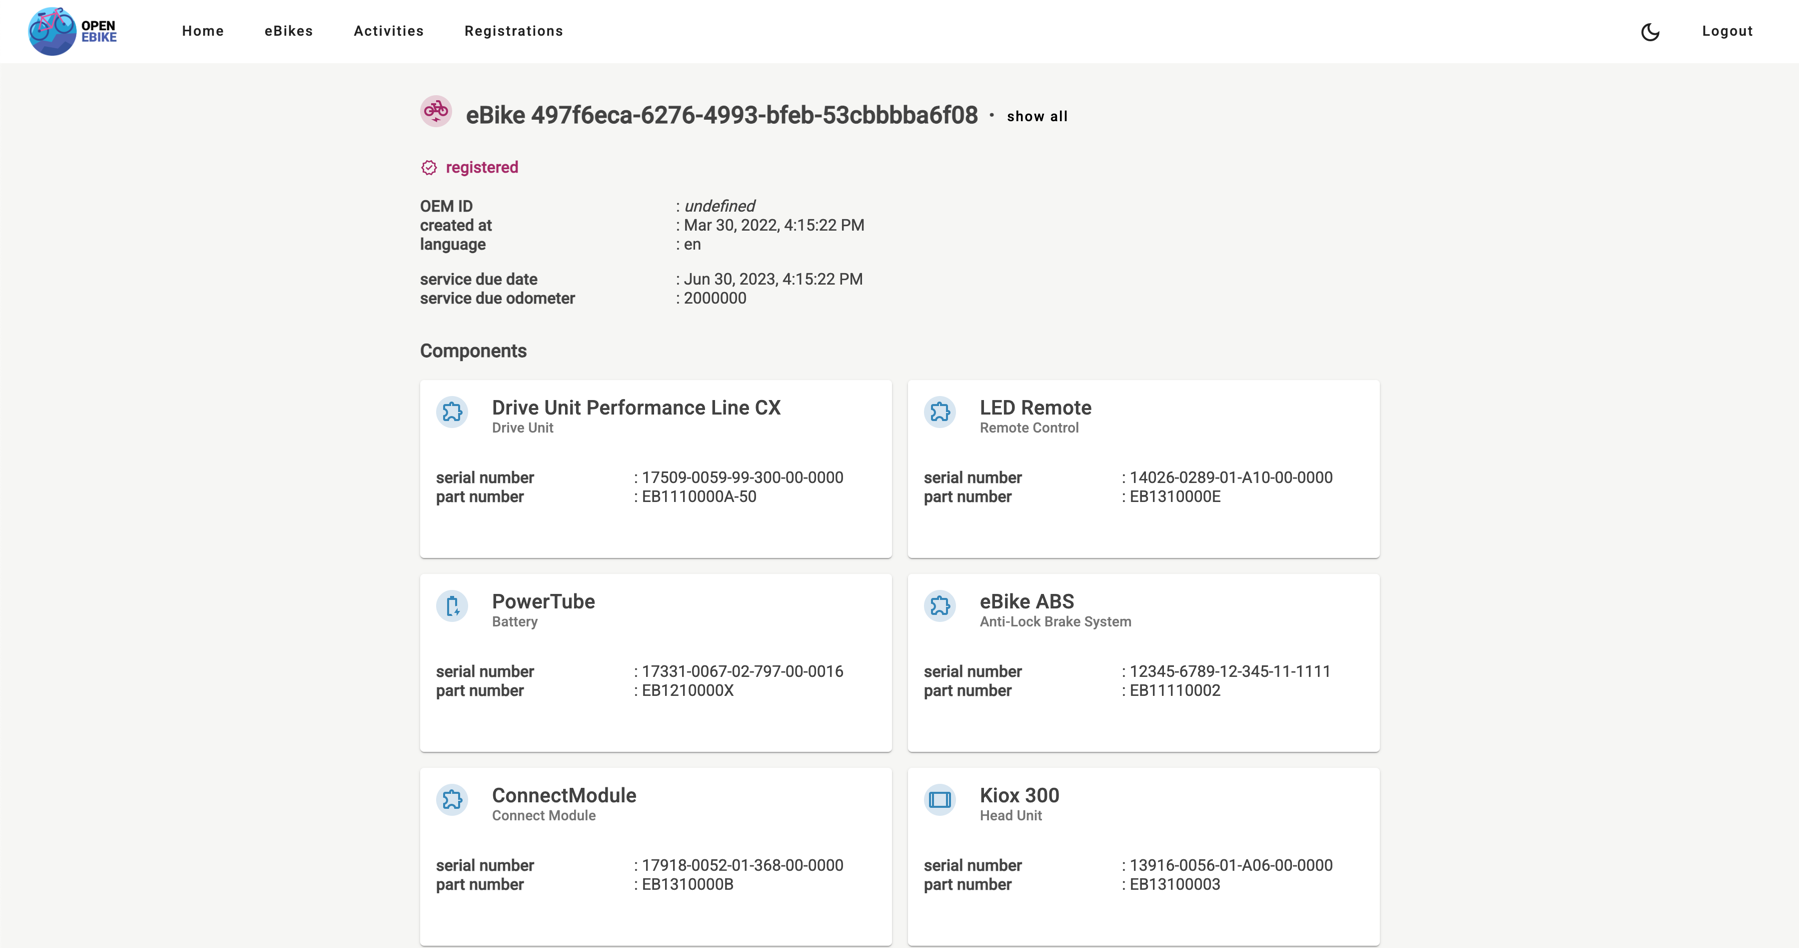 OPEN
EBIKE
Home
eBikes
Activities
Registrations
Logout
eBike 497f6eca-6276-4993-bfeb-53cbbbba6f08 · show all
registered
OEM ID : undefined
created at : Mar 30, 2022, 4:15:22 PM
language : en
service due date : Jun 30, 2023, 4:15:22 PM
service due odometer : 2000000
Components
Drive Unit Performance Line CX
Drive Unit
serial number : 17509-0059-99-300-00-0000
part number : EB1110000A-50
LED Remote
Remote Control
serial number : 14026-0289-01-A10-00-0000
part number : EB1310000E
PowerTube
Battery
serial number : 17331-0067-02-797-00-0016
part number : EB1210000X
eBike ABS
Anti-Lock Brake System
serial number : 12345-6789-12-345-11-1111
part number : EB11110002
ConnectModule
Connect Module
serial number : 17918-0052-01-368-00-0000
part number : EB1310000B
Kiox 300
Head Unit
serial number : 13916-0056-01-A06-00-0000
part number : EB13100003